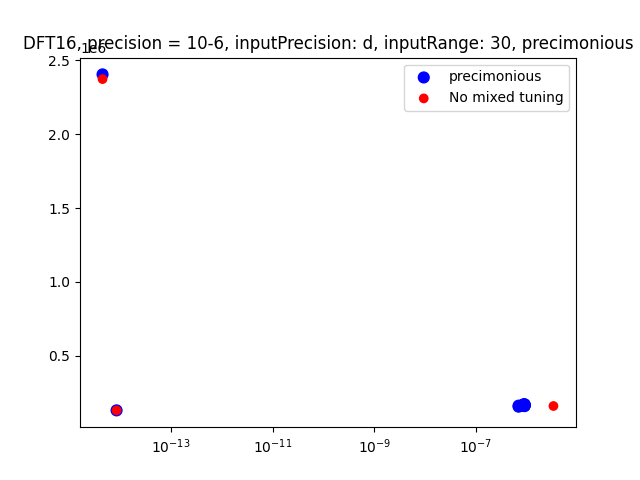 DFT16, precision = 10-6, inputPrecision: d, inputRange: 30, precimonious
1e6
precimonious
No mixed tuning
2.5
2.0
1.5
1.0
0.5
10⁻¹³ 10⁻¹¹ 10⁻⁹ 10⁻⁷